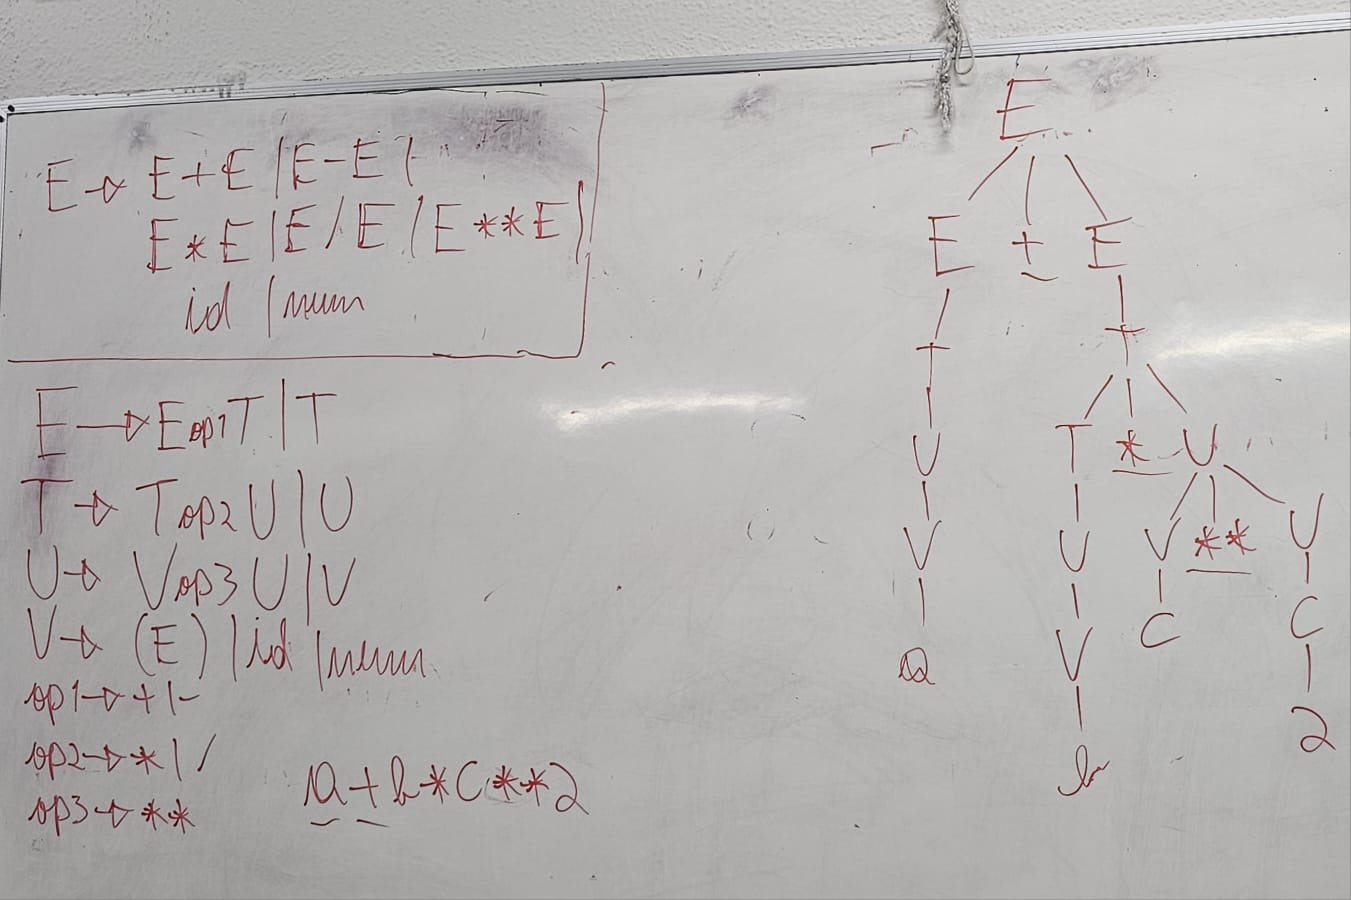 E → E + E | E - E |
E * E | E / E | E ** E |
id | num
E → E op1 T | T
T → T op2 U | U
U → V op3 U | V
V → (E) | id | num
op1 → + | -
op2 → * | /
op3 → **
a + b * C ** 2
E
E + E
T T
U T * U
V U V ** U
a V C C
b 2